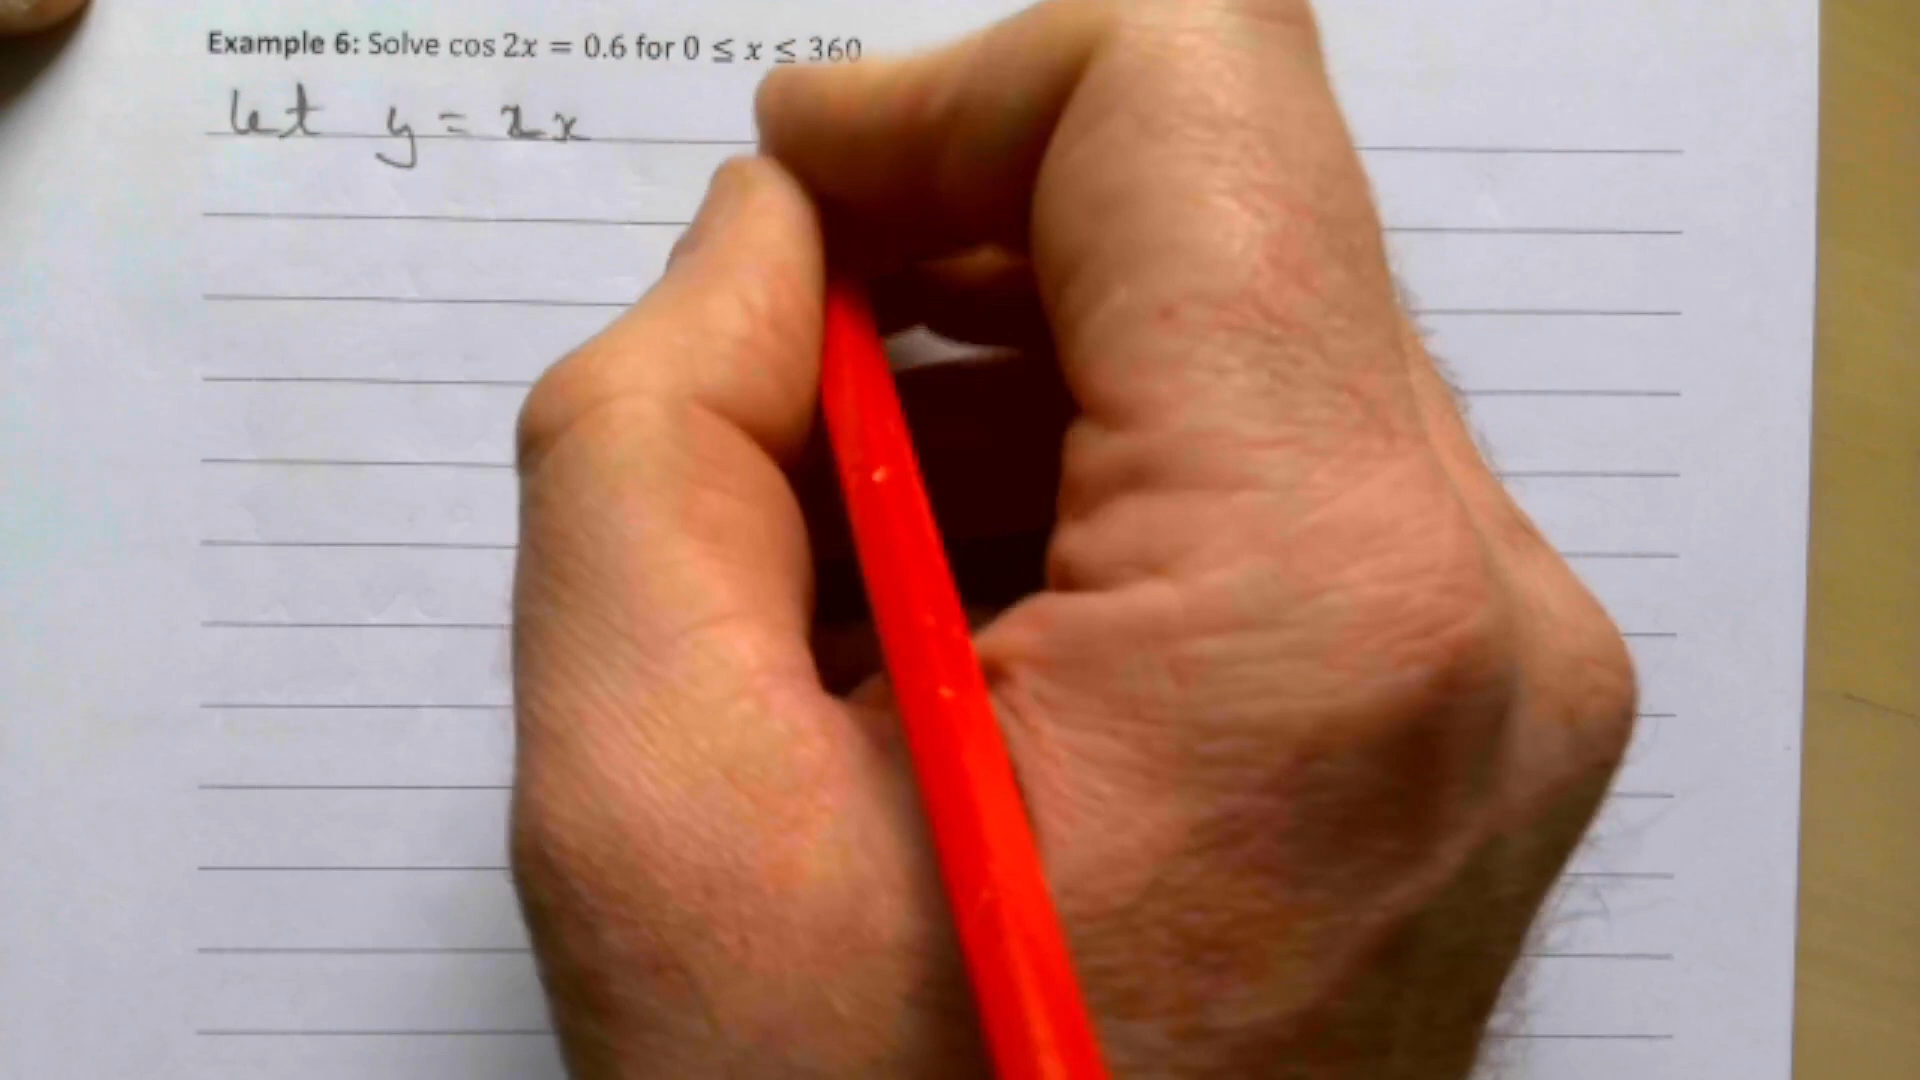 Example 6: Solve cos 2x = 0.6 for 0 ≤ x ≤ 360
let y = 2x